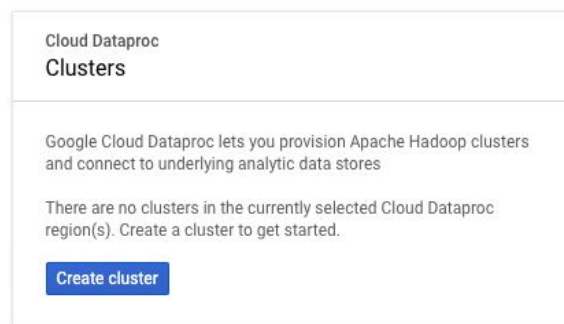 Cloud Dataproc
Clusters
Google Cloud Dataproc lets you provision Apache Hadoop clusters
and connect to underlying analytic data stores
There are no clusters in the currently selected Cloud Dataproc
region(s). Create a cluster to get started.
Create cluster